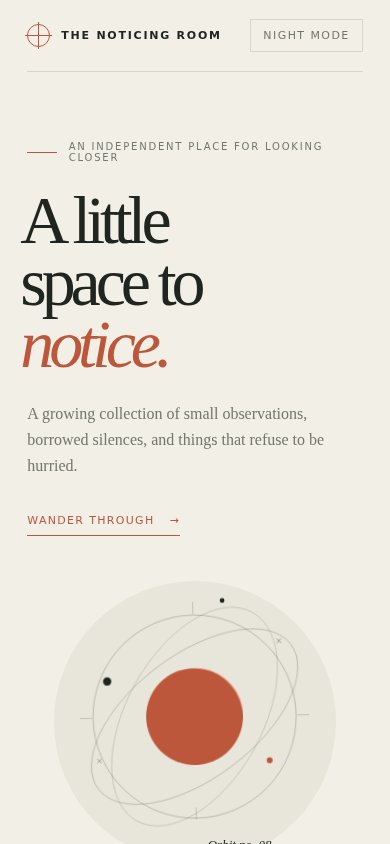 THE NOTICING ROOM
NIGHT MODE
AN INDEPENDENT PLACE FOR LOOKING
CLOSER
A little
space to
notice.
A growing collection of small observations,
borrowed silences, and things that refuse to be
hurried.
WANDER THROUGH →